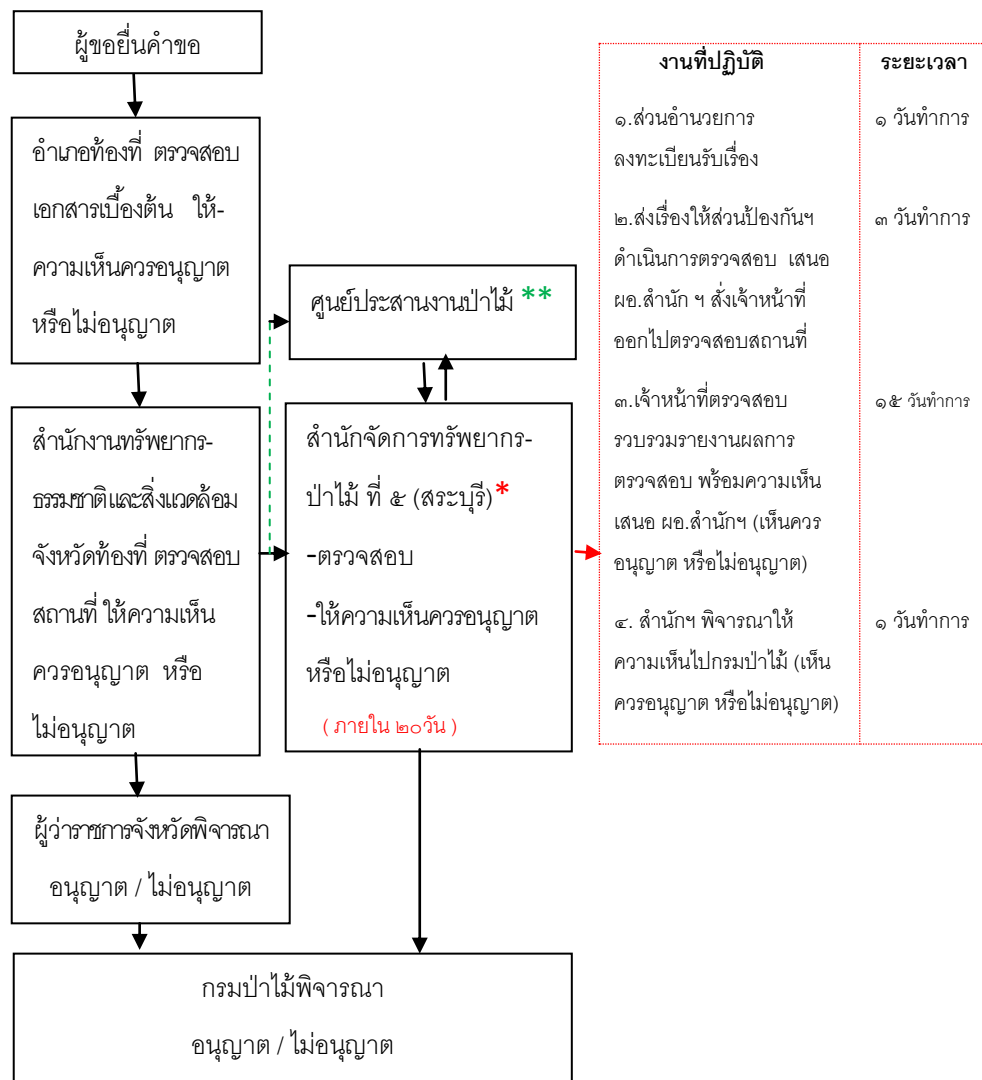 ผู้ขอยื่นคำขอ
อำเภอท้องที่ ตรวจสอบ
เอกสารเบื้องต้น ให้-
ความเห็นควรอนุญาต
หรือไม่อนุญาต
สำนักงานทรัพยากร-
ธรรมชาติและสิ่งแวดล้อม
จังหวัดท้องที่ ตรวจสอบ
สถานที่ ให้ความเห็น
ควรอนุญาต หรือ
ไม่อนุญาต
ผู้ว่าราชการจังหวัดพิจารณา
อนุญาต / ไม่อนุญาต
ศูนย์ประสานงานป่าไม้ **
สำนักจัดการทรัพยากร-
ป่าไม้ ที่ ๕ (สระบุรี)*
-ตรวจสอบ
-ให้ความเห็นควรอนุญาต
หรือไม่อนุญาต
( ภายใน ๒๐วัน )
กรมป่าไม้พิจารณา
อนุญาต / ไม่อนุญาต
งานที่ปฏิบัติ ระยะเวลา
๑.ส่วนอำนวยการ ๑ วันทำการ
ลงทะเบียนรับเรื่อง
๒.ส่งเรื่องให้ส่วนป้องกันฯ ๓ วันทำการ
ดำเนินการตรวจสอบ เสนอ
ผอ.สำนัก ฯ สั่งเจ้าหน้าที่
ออกไปตรวจสอบสถานที่
๓.เจ้าหน้าที่ตรวจสอบ ๑๕ วันทำการ
รวบรวมรายงานผลการ
ตรวจสอบ พร้อมความเห็น
เสนอ ผอ.สำนักฯ (เห็นควร
อนุญาต หรือไม่อนุญาต)
๔. สำนักฯ พิจารณาให้ ๑ วันทำการ
ความเห็นไปกรมป่าไม้ (เห็น
ควรอนุญาต หรือไม่อนุญาต)